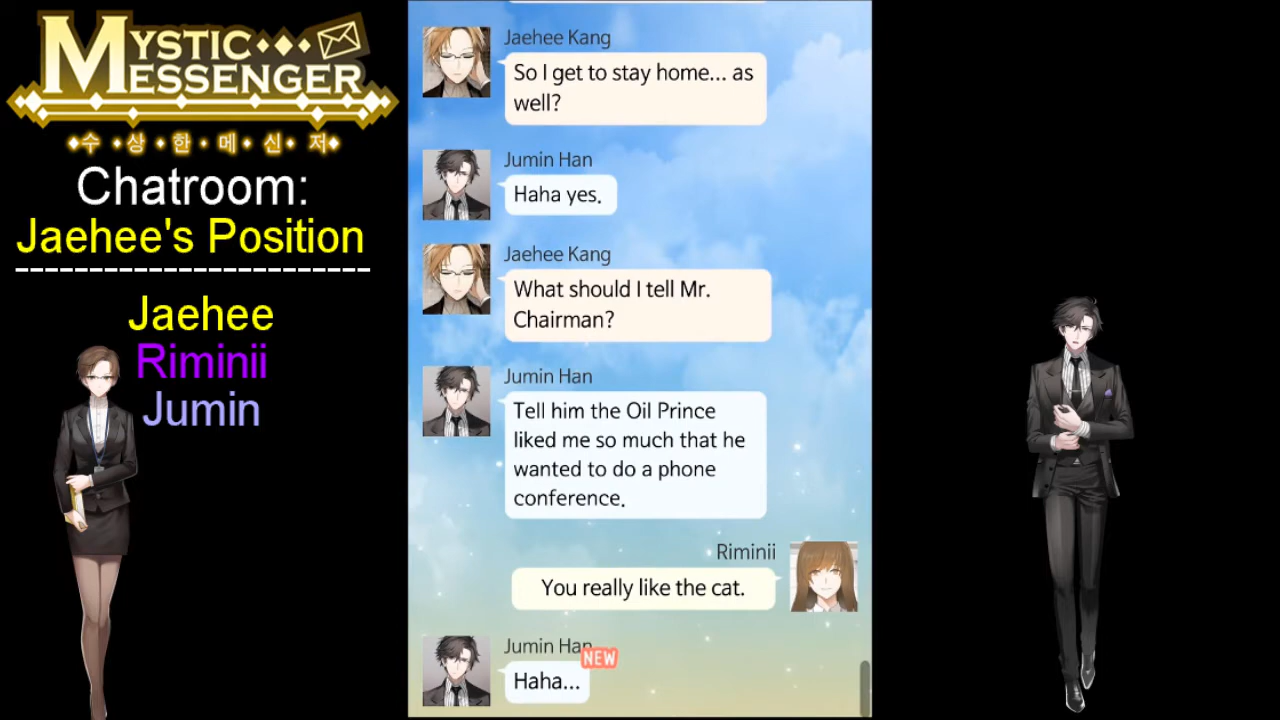 MYSTIC
MESSENGER
수상한메신저
Chatroom:
Jaehee's Position
-----------------------
Jaehee
Riminii
Jumin
Jaehee Kang
So I get to stay home... as
well?
Jumin Han
Haha yes.
Jaehee Kang
What should I tell Mr.
Chairman?
Jumin Han
Tell him the Oil Prince
liked me so much that he
wanted to do a phone
conference.
Riminii
You really like the cat.
Jumin Han
NEW
Haha...